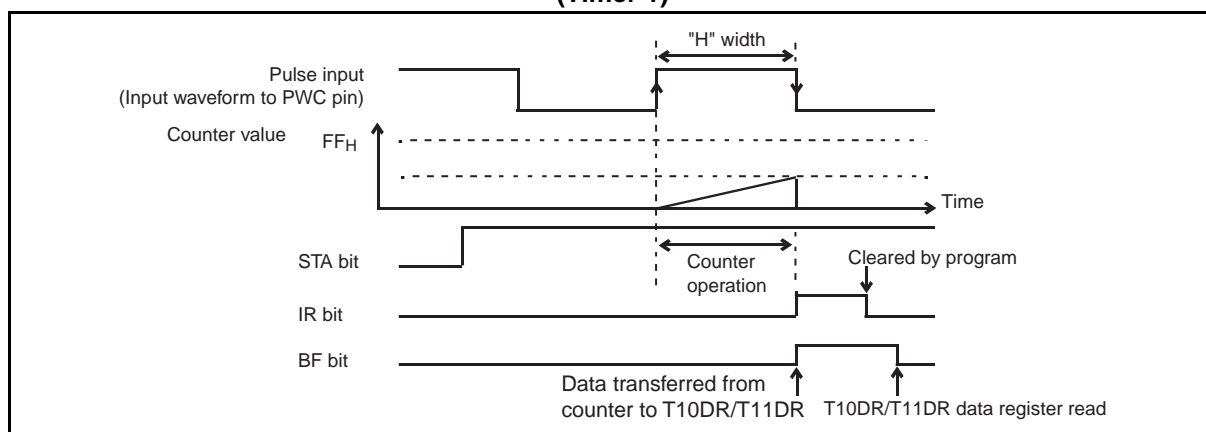 (Timer 1)
"H" width
Pulse input
(Input waveform to PWC pin)
Counter value
FFH
Time
STA bit
Counter
operation
Cleared by program
IR bit
BF bit
Data transferred from
counter to T10DR/T11DR
T10DR/T11DR data register read